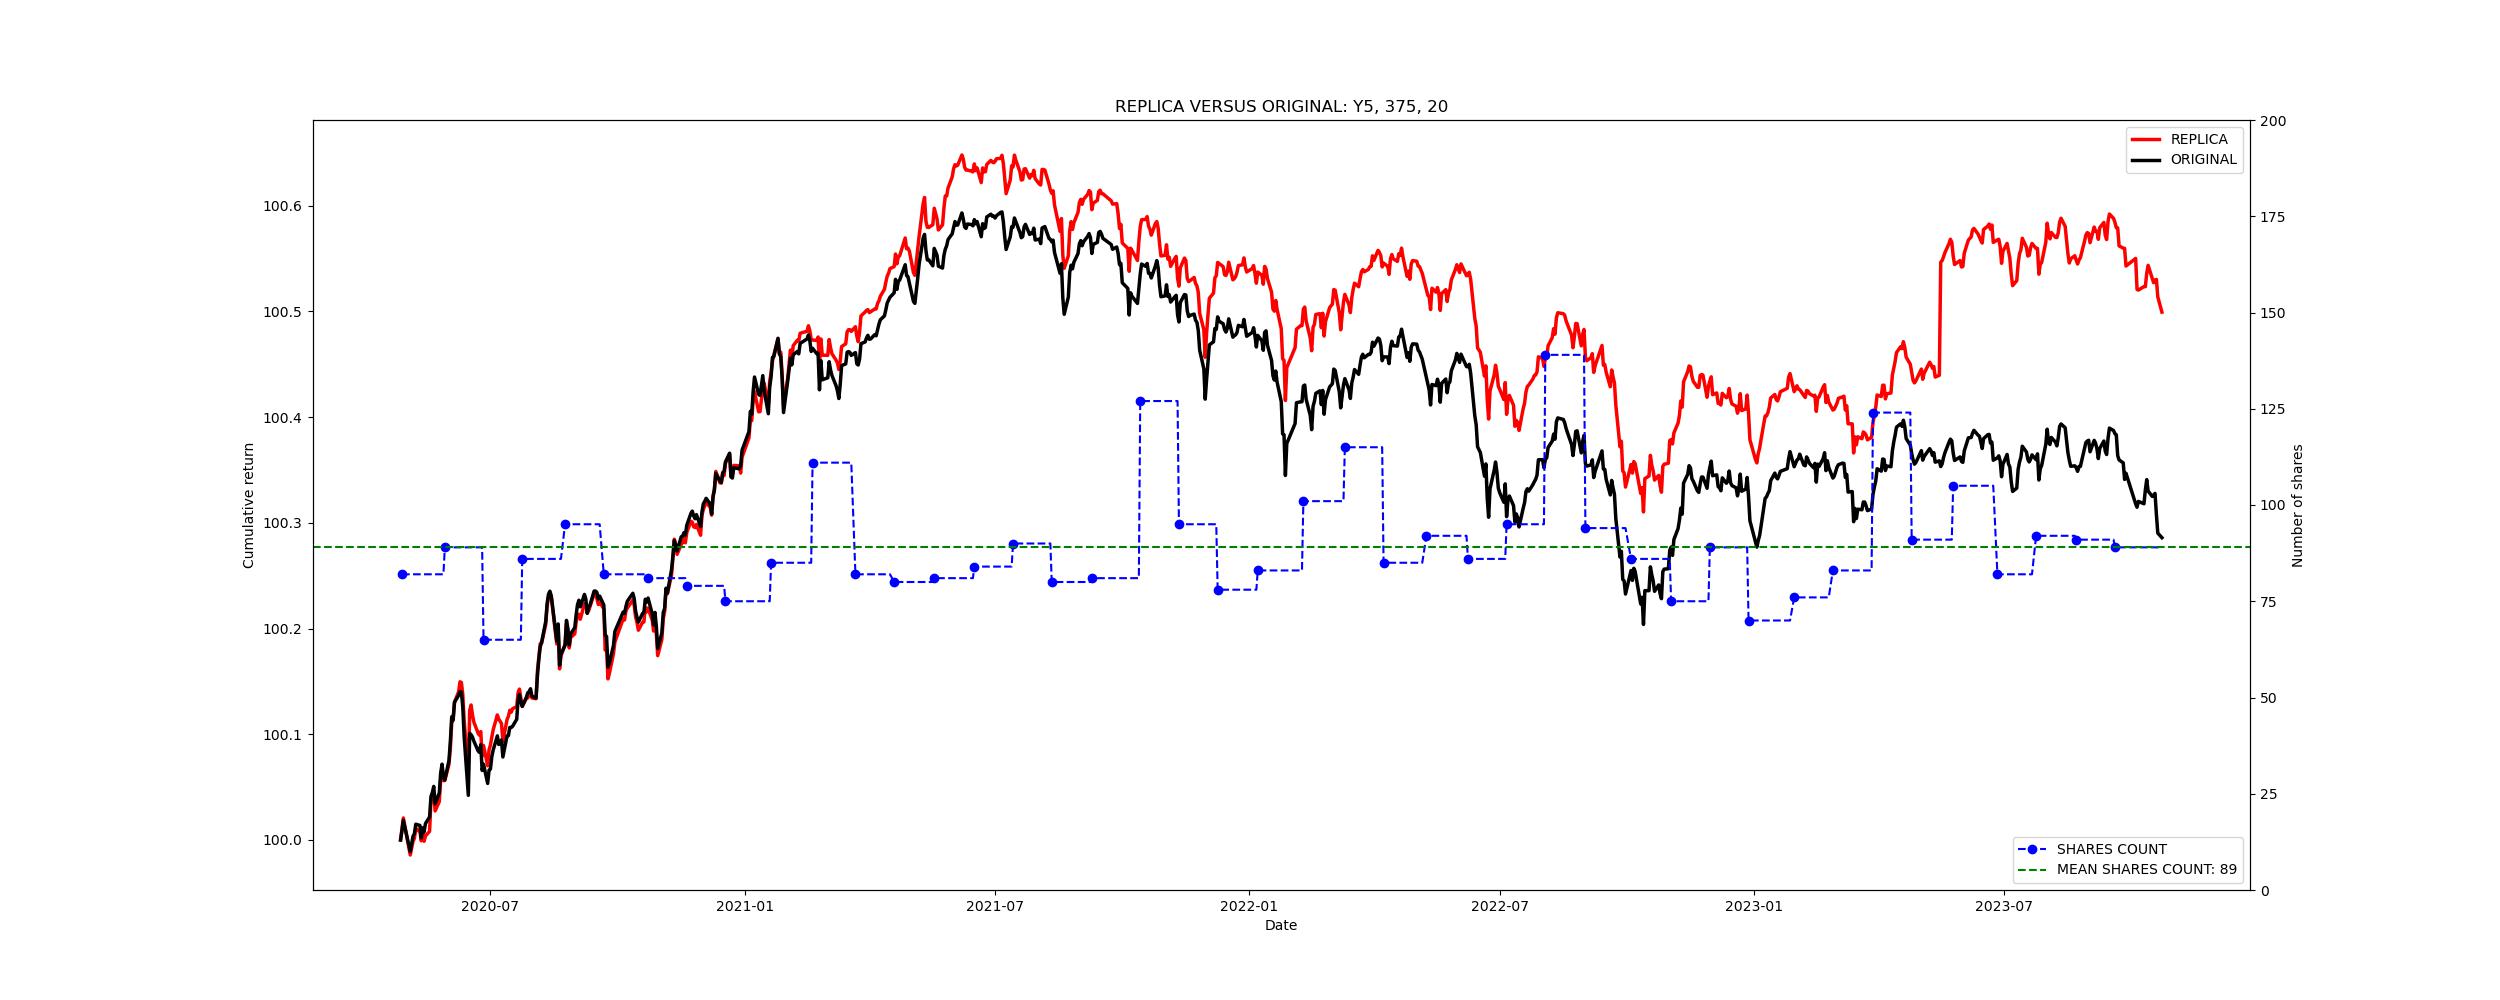 REPLICA VERSUS ORIGINAL: Y5, 375, 20
REPLICA
ORIGINAL
Cumulative return
100.6
100.5
100.4
100.3
100.2
100.1
100.0
Number of shares
200
175
150
125
100
75
50
25
0
SHARES COUNT
MEAN SHARES COUNT: 89
2020-07
2021-01
2021-07
2022-01
2022-07
2023-01
2023-07
Date